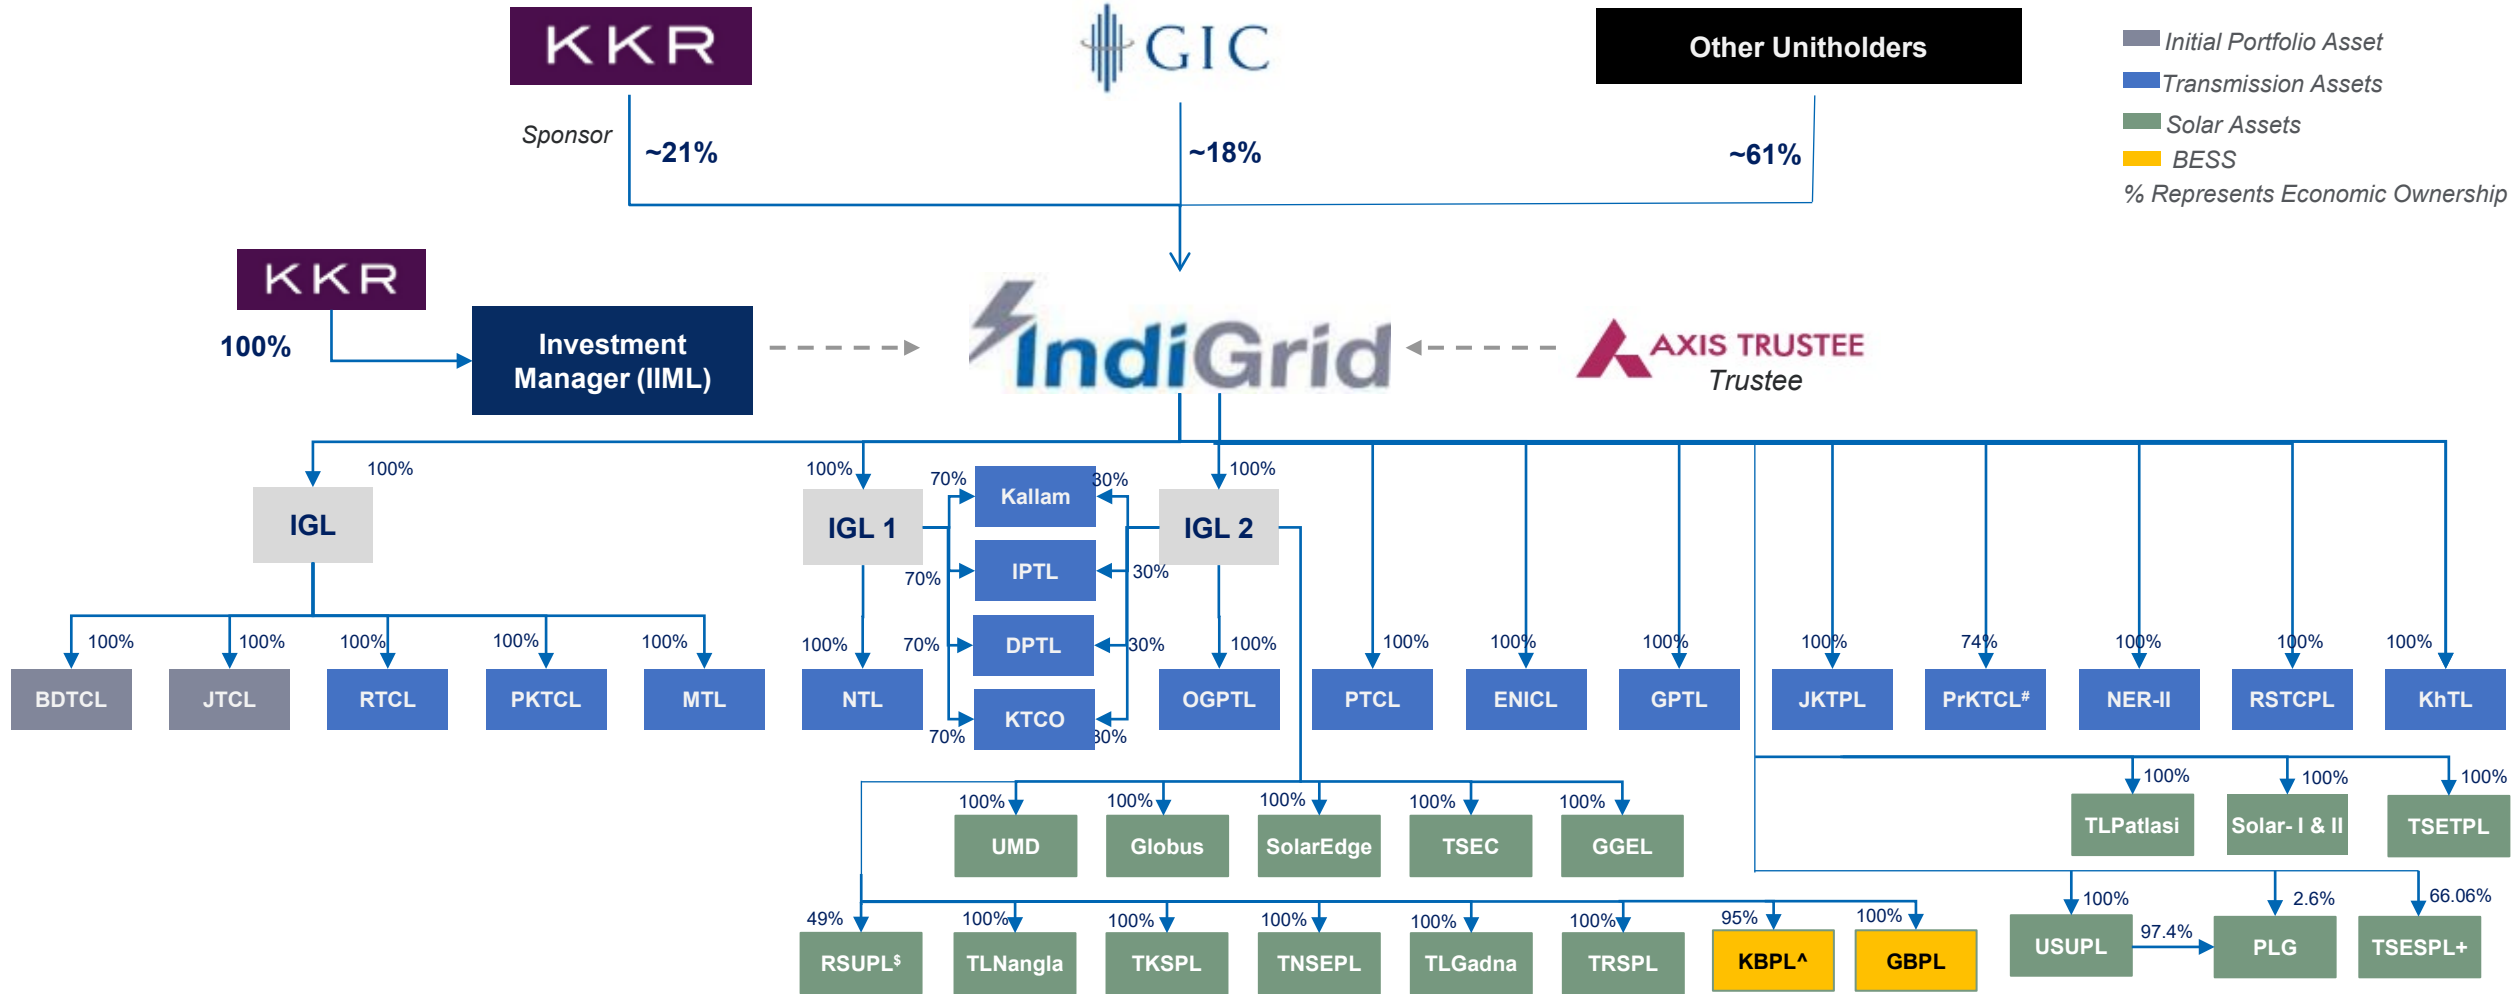 KKR
GIC
Other Unitholders
Initial Portfolio Asset
Transmission Assets
Solar Assets
BESS
% Represents Economic Ownership
Sponsor
~21%
~18%
~61%
KKR
100%
Investment
Manager (IIML)
IndiGrid
AXIS TRUSTEE
Trustee
100%
100%
100%
IGL
IGL 1
IGL 2
70%
Kallam
30%
70%
IPTL
30%
70%
DPTL
30%
70%
KTCO
30%
100%
100%
100%
100%
100%
100%
100%
100%
100%
100%
100%
74%
100%
100%
100%
BDTCL
JTCL
RTCL
PKTCL
MTL
NTL
OGPTL
PTCL
ENICL
GPTL
JKTPL
PrKTCL#
NER-II
RSTCPL
KhTL
100%
100%
100%
TLPatlasi
Solar- I & II
TSETPL
100%
100%
100%
100%
100%
UMD
Globus
SolarEdge
TSEC
GGEL
49%
100%
100%
100%
100%
100%
95%
100%
RSUPL$
TLNangla
TKSPL
TNSEPL
TLGadna
TRSPL
KBPL^
GBPL
100%
2.6%
66.06%
USUPL
97.4%
PLG
TSESPL+